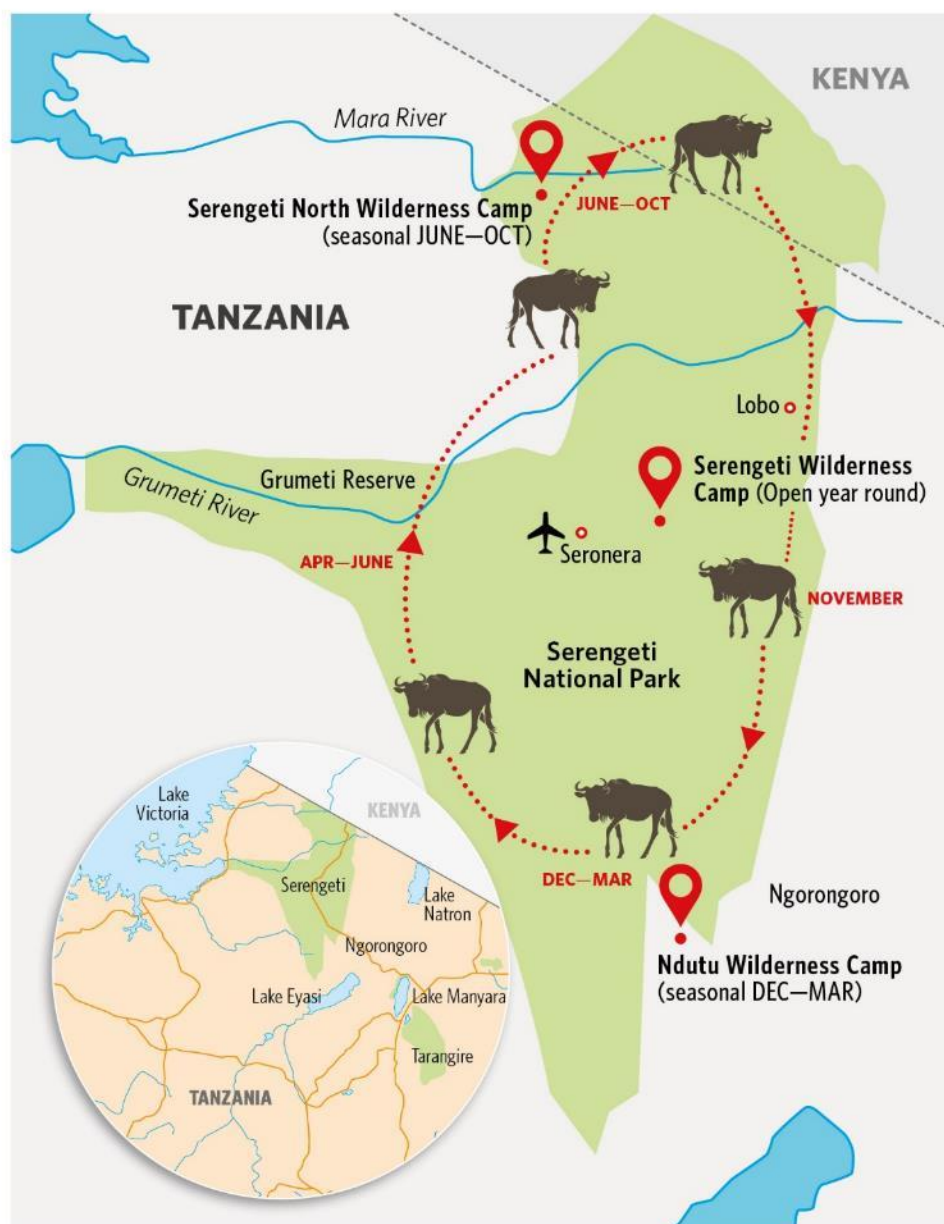 KENYA
Mara River
Serengeti North Wilderness Camp
(seasonal JUNE—OCT)
JUNE—OCT
TANZANIA
Lobo
Grumeti Reserve
Grumeti River
Serengeti Wilderness
Camp (Open year round)
Seronera
APR—JUNE
NOVEMBER
Serengeti
National Park
DEC—MAR
Ngorongoro
Ndutu Wilderness Camp
(seasonal DEC—MAR)
Lake
Victoria
KENYA
Serengeti
Lake
Natron
Ngorongoro
Lake Eyasi
Lake Manyara
Tarangire
TANZANIA